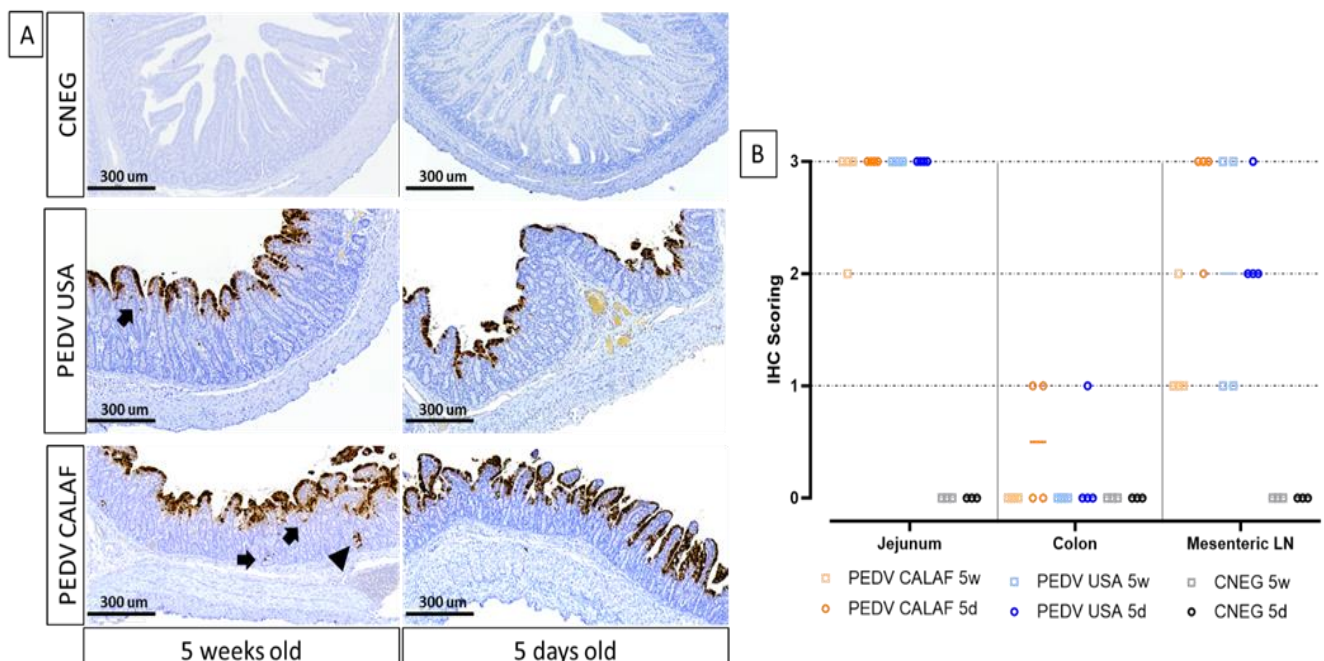 A
CNEG
300 um
300 um
PEDV USA
300 um
300 um
PEDV CALAF
300 um
300 um
5 weeks old
5 days old
B
IHC Scoring
3
2
1
0
Jejunum
Colon
Mesenteric LN
PEDV CALAF 5w
PEDV USA 5w
CNEG 5w
PEDV CALAF 5d
PEDV USA 5d
CNEG 5d